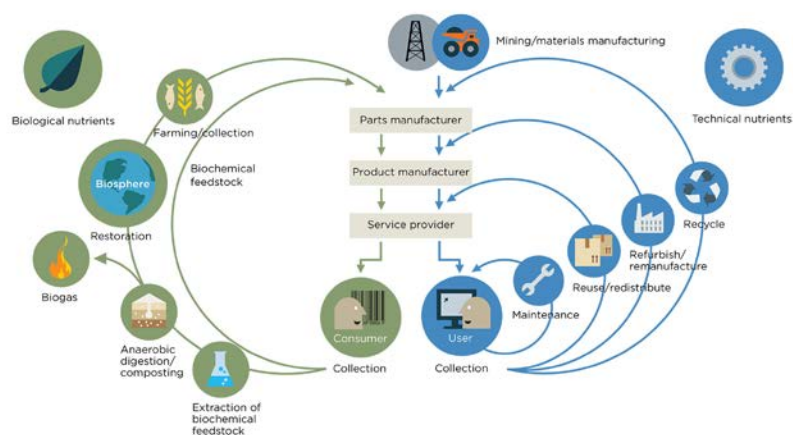 Mining/materials manufacturing
Biological nutrients
Technical nutrients
Farming/collection
Parts manufacturer
Biochemical
feedstock
Product manufacturer
Biosphere
Restoration
Service provider
Recycle
Refurbish/
remanufacture
Reuse/redistribute
Biogas
Maintenance
Consumer
User
Anaerobic
digestion/
composting
Collection
Collection
Extraction of
biochemical
feedstock